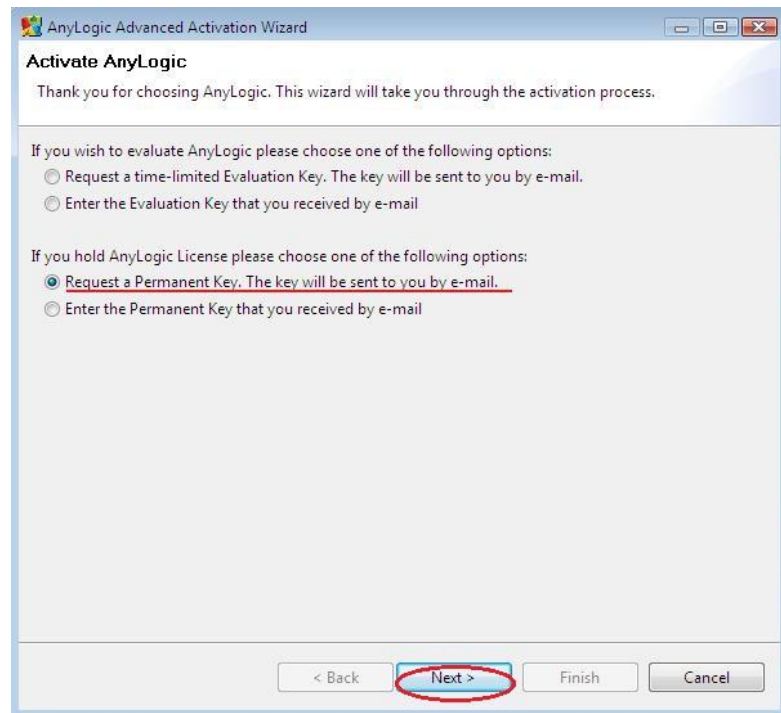 AnyLogic Advanced Activation Wizard
Activate AnyLogic
Thank you for choosing AnyLogic. This wizard will take you through the activation process.
If you wish to evaluate AnyLogic please choose one of the following options:
Request a time-limited Evaluation Key. The key will be sent to you by e-mail.
Enter the Evaluation Key that you received by e-mail
If you hold AnyLogic License please choose one of the following options:
Request a Permanent Key. The key will be sent to you by e-mail.
Enter the Permanent Key that you received by e-mail
< Back Next > Finish Cancel